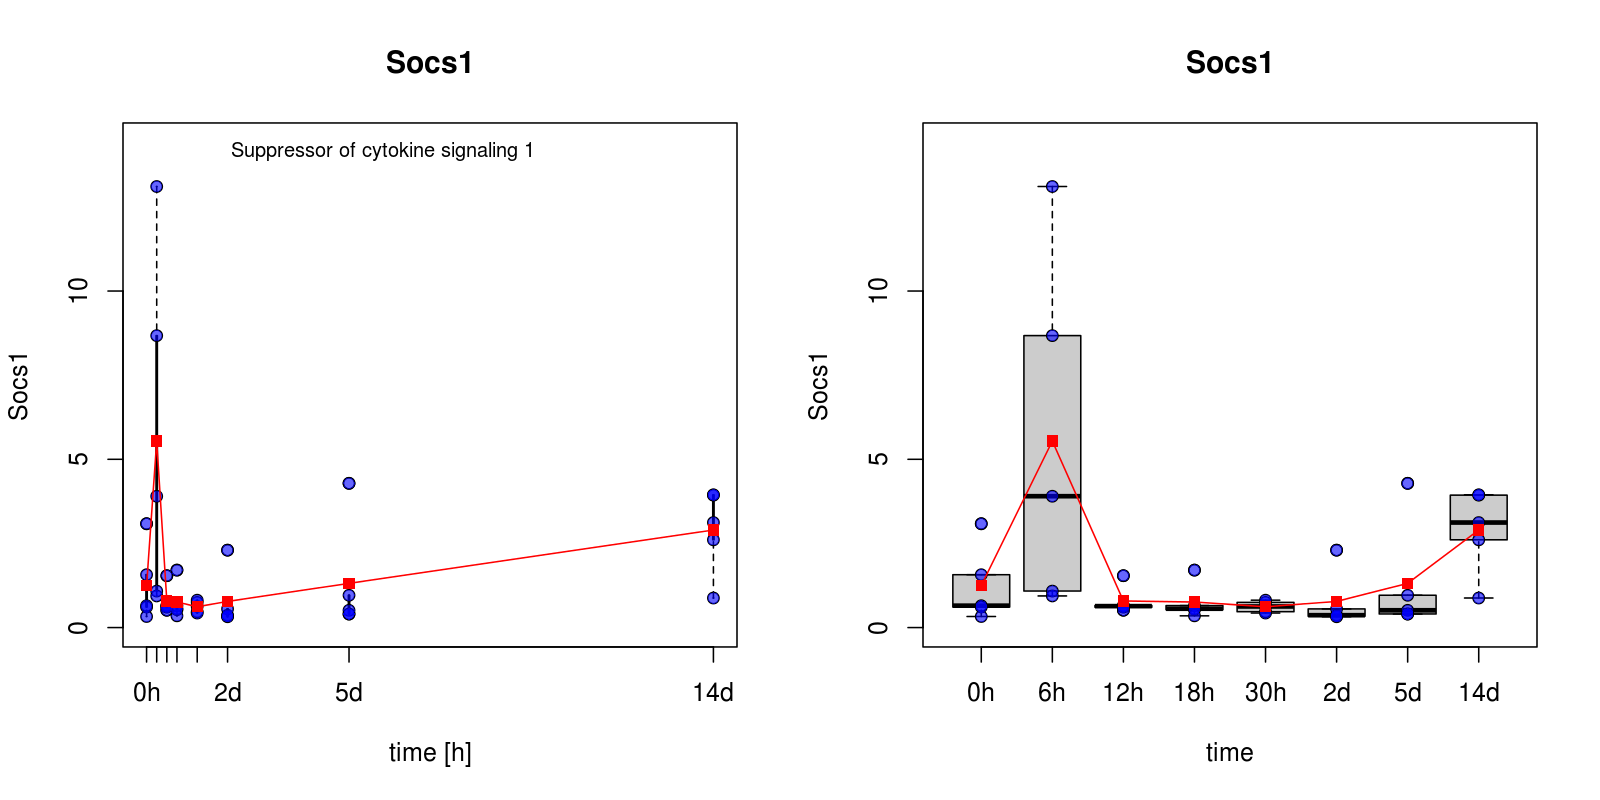 Socs1
Suppressor of cytokine signaling 1
Socs1
10
5
0
0h 2d 5d 14d
time [h]
Socs1
Socs1
10
5
0
0h 6h 12h 18h 30h 2d 5d 14d
time